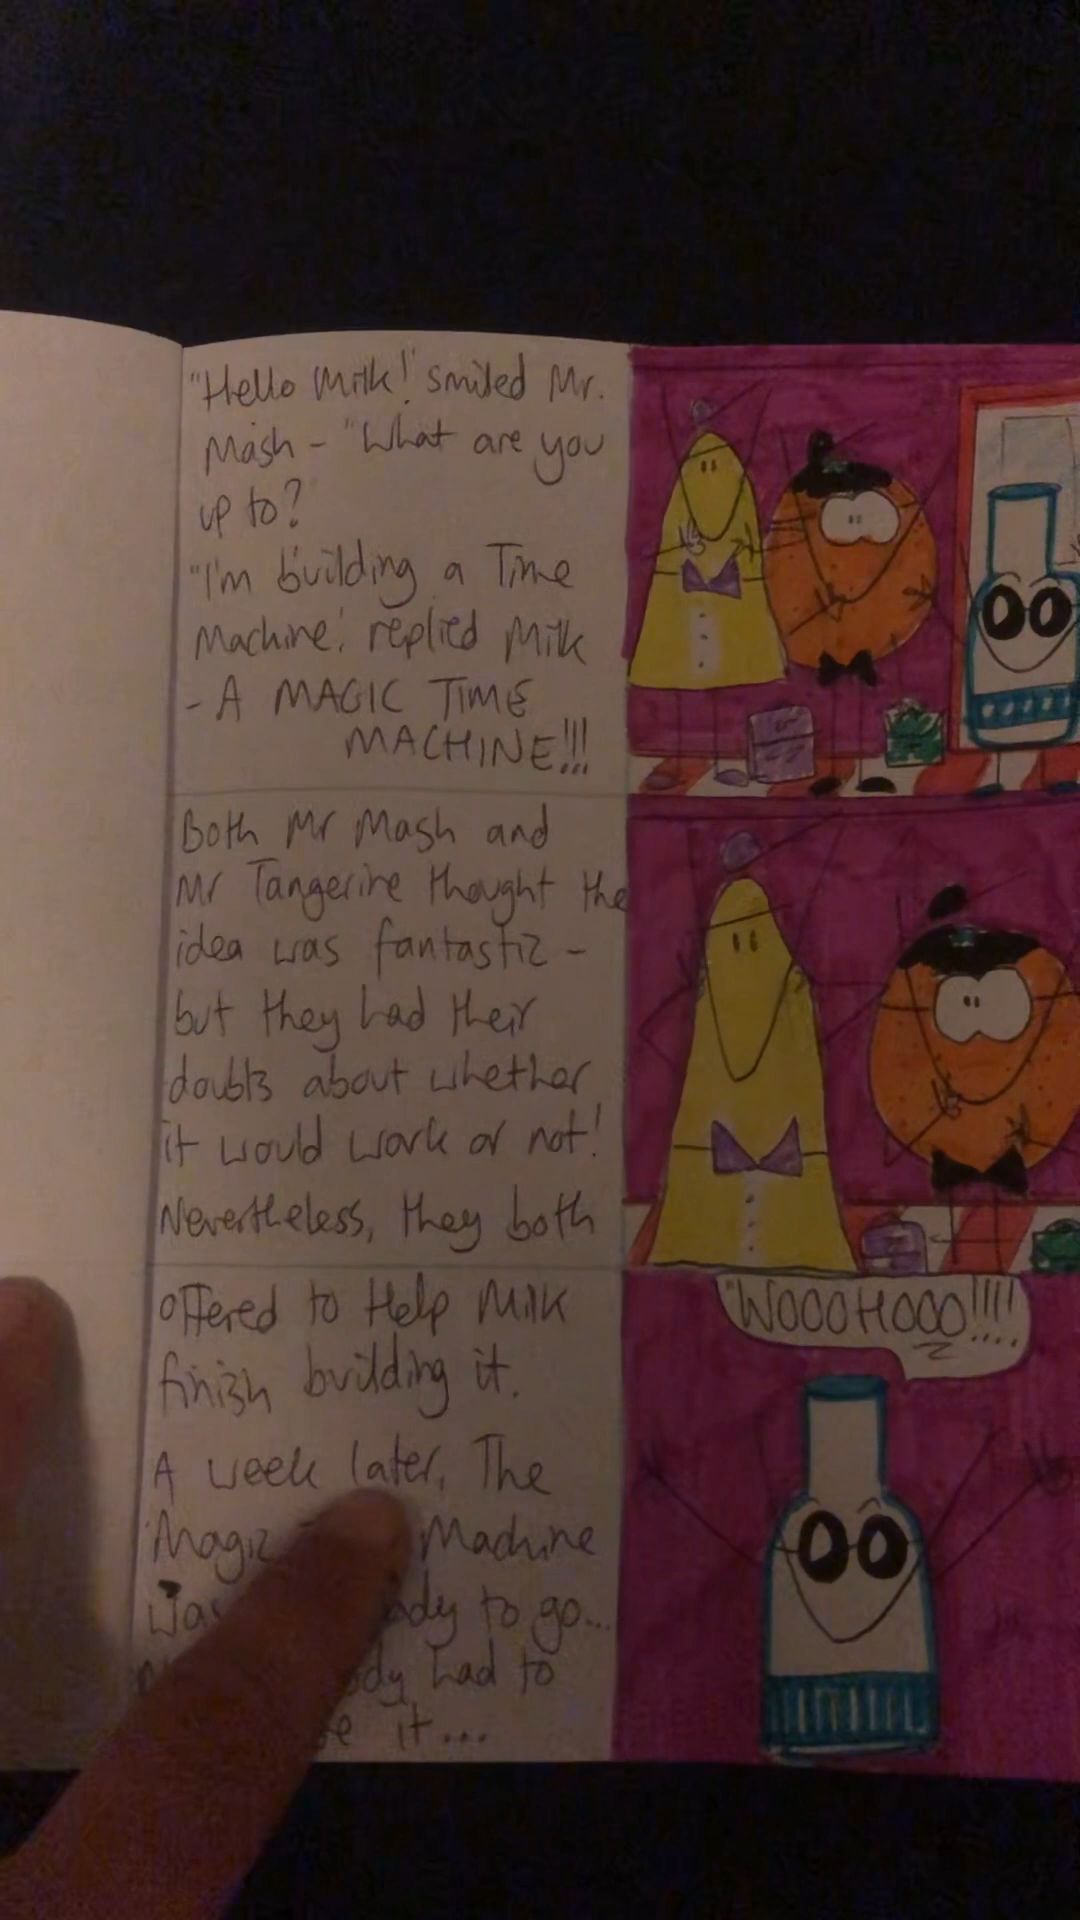 "Hello Milk!' smiled Mr.
Mash - "What are you
up to?
"I'm building a Time
Machine.' replied Milk
- A MAGIC TIME
MACHINE!!!
Both Mr Mash and
Mr Tangerine thought the
idea was fantastic -
but they had their
doubts about whether
it would work or not!
Nevertheless, they both
offered to Help Milk
finish building it.
A week later, The
Magic Machine
was to go...
had to
it...
"WOOOHOOO!!!!